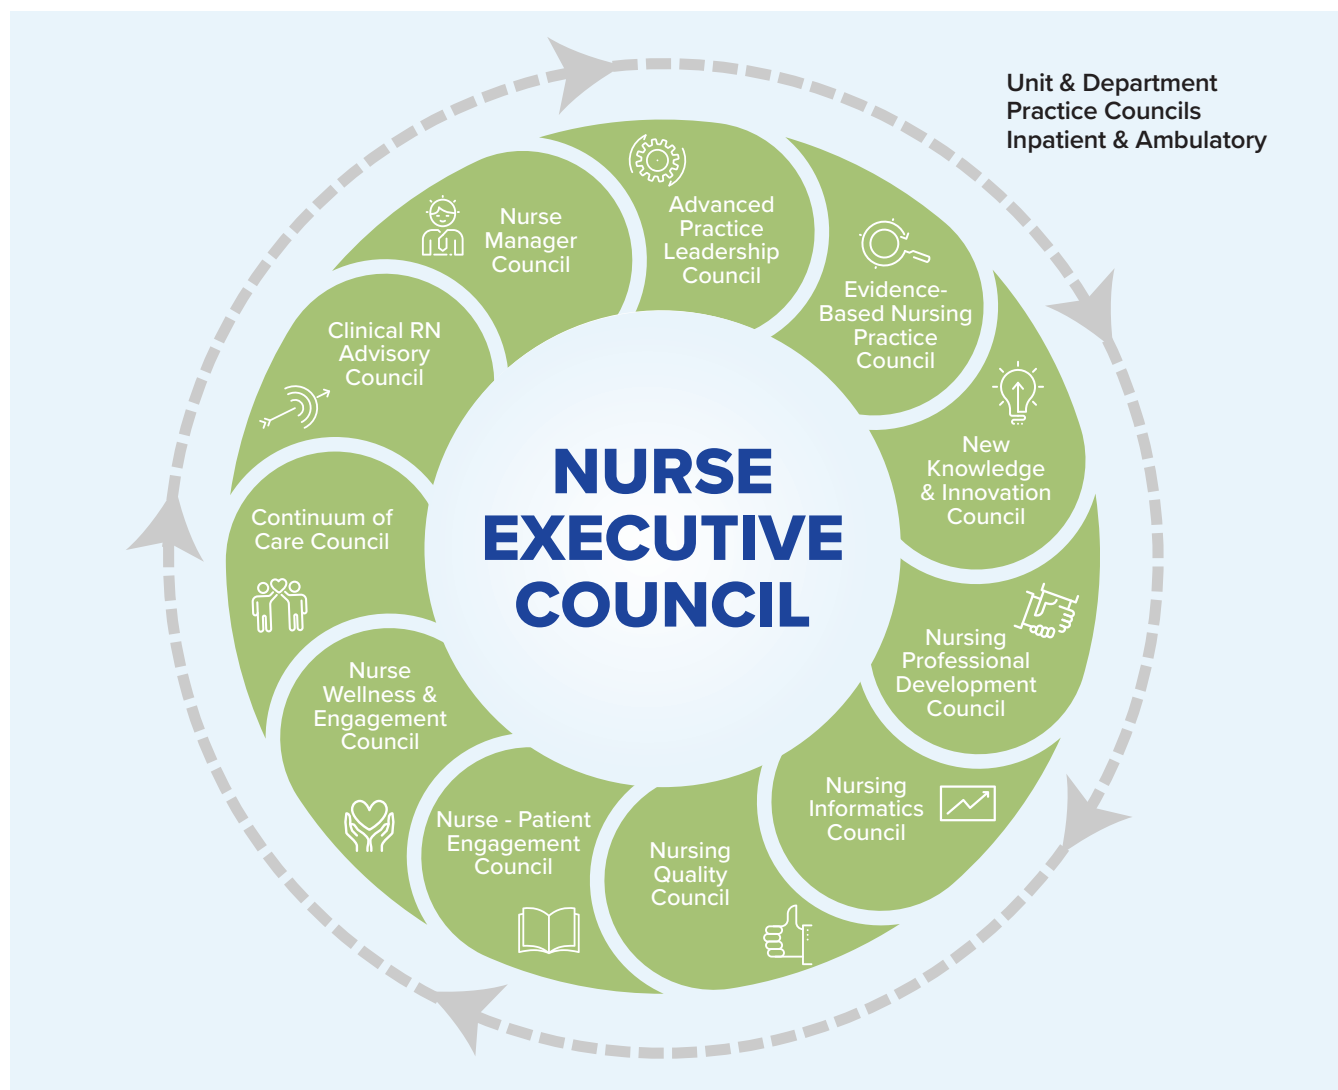 Unit & Department
Practice Councils
Inpatient & Ambulatory
Advanced
Practice
Leadership
Council
Evidence-
Based Nursing
Practice
Council
New
Knowledge
& Innovation
Council
Nursing
Professional
Development
Council
Nursing
Informatics
Council
Nursing
Quality
Council
Nurse - Patient
Engagement
Council
Nurse
Wellness &
Engagement
Council
Continuum of
Care Council
Clinical RN
Advisory
Council
Nurse
Manager
Council
NURSE
EXECUTIVE
COUNCIL